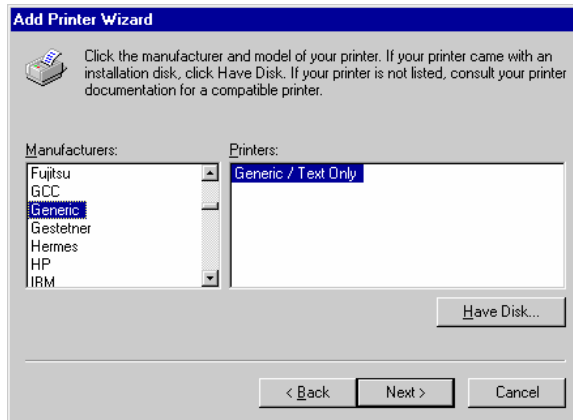 Add Printer Wizard
Click the manufacturer and model of your printer. If your printer came with an
installation disk, click Have Disk. If your printer is not listed, consult your printer
documentation for a compatible printer.
Manufacturers:
Fujitsu
GCC
Generic
Gestetner
Hermes
HP
IBM
Printers:
Generic / Text Only
Have Disk...
< Back
Next >
Cancel